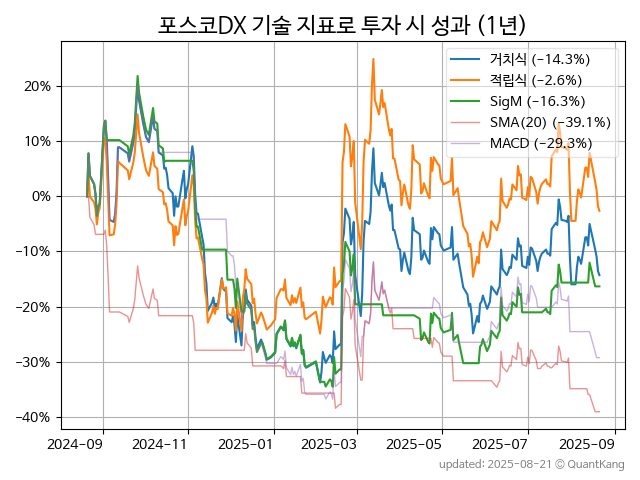 포스코DX 기술 지표로 투자 시 성과 (1년)
거치식 (−14.3%)
적립식 (−2.6%)
SigM (−16.3%)
SMA(20) (−39.1%)
MACD (−29.3%)
20%
10%
0%
−10%
−20%
−30%
−40%
2024-09
2024-11
2025-01
2025-03
2025-05
2025-07
2025-09
updated: 2025-08-21 © QuantKang